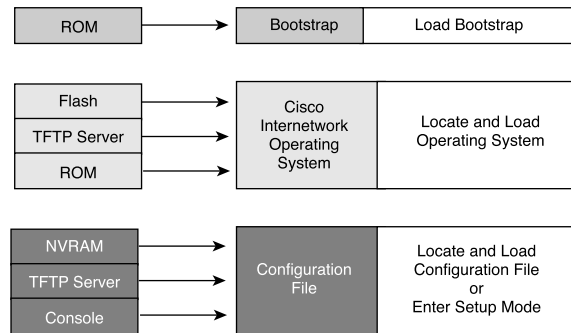 ROM
Bootstrap
Load Bootstrap
Flash
TFTP Server
ROM
Cisco
Internetwork
Operating
System
Locate and Load
Operating System
NVRAM
TFTP Server
Console
Configuration
File
Locate and Load
Configuration File
or
Enter Setup Mode